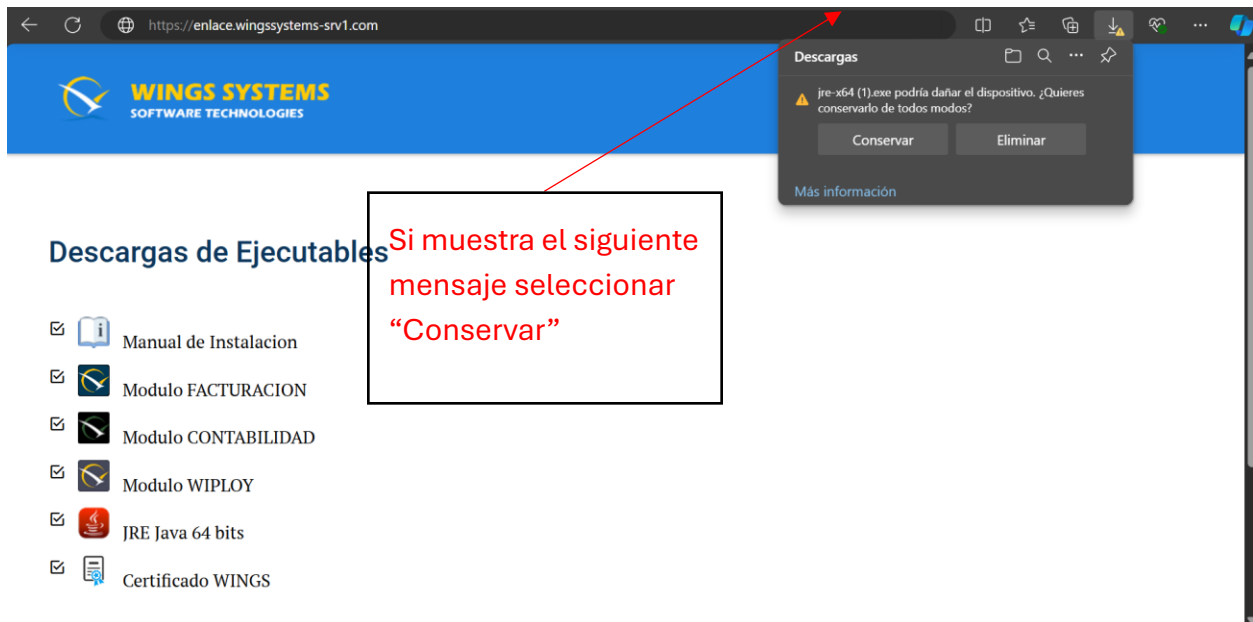 https://enlace.wingssystems-srv1.com
Descargas
jre-x64 (1).exe podría dañar el dispositivo. ¿Quieres
conservarlo de todos modos?
Conservar
Eliminar
Más información
WINGS SYSTEMS
SOFTWARE TECHNOLOGIES
Si muestra el siguiente
mensaje seleccionar
“Conservar”
Descargas de Ejecutables
Manual de Instalacion
Modulo FACTURACION
Modulo CONTABILIDAD
Modulo WIPLOY
JRE Java 64 bits
Certificado WINGS